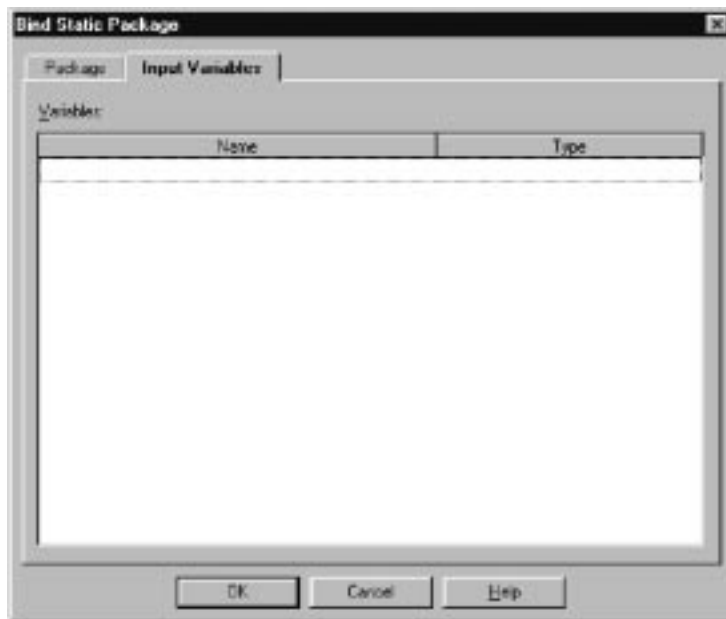 Bind Static Package
Package Input Variables
Variables:
Name Type
OK Cancel Help